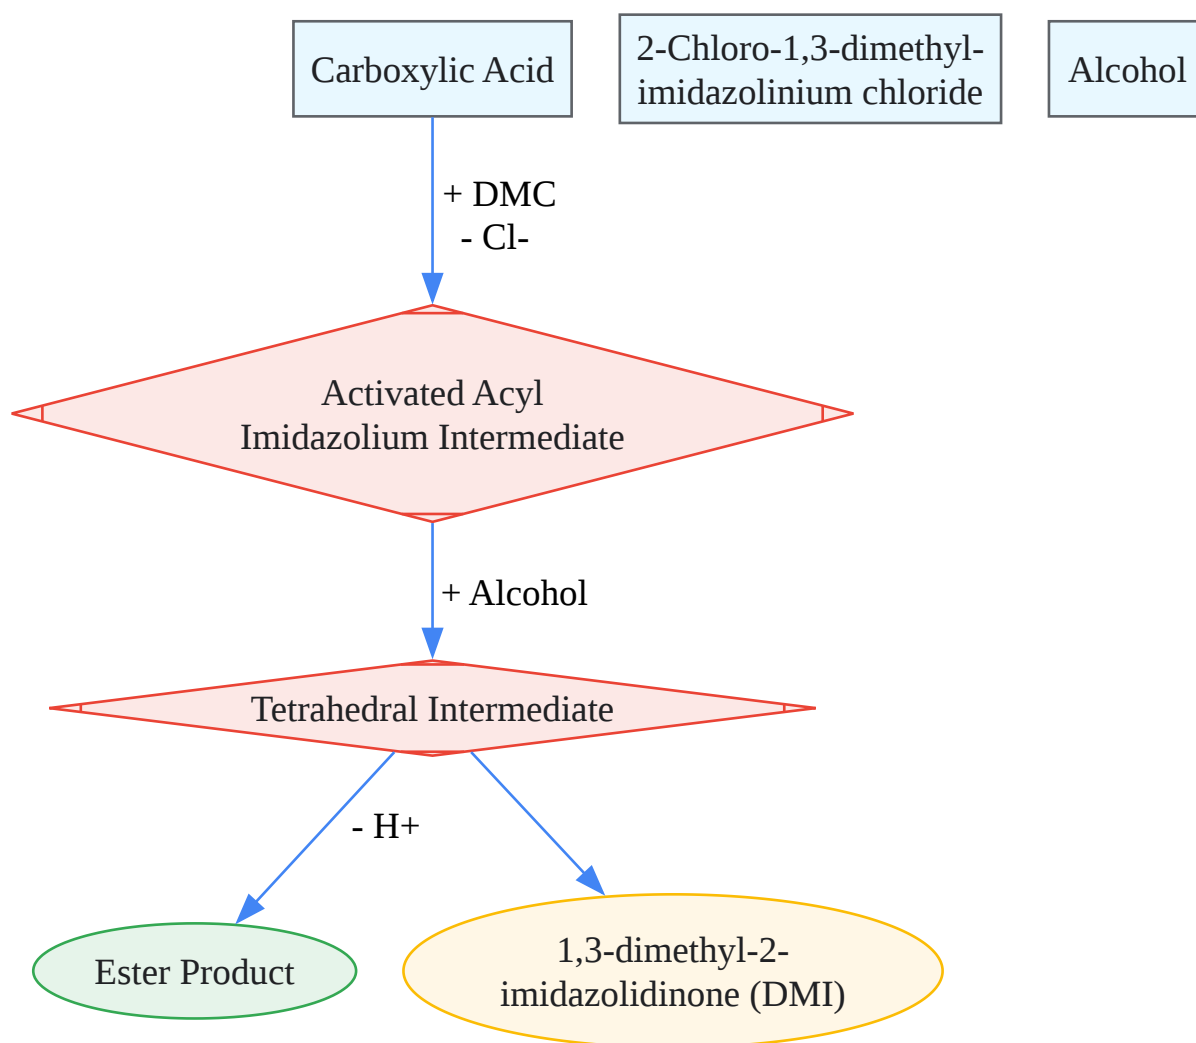 Carboxylic Acid
2-Chloro-1,3-dimethyl-
imidazolinium chloride
Alcohol
+ DMC
- Cl-
Activated Acyl
Imidazolium Intermediate
+ Alcohol
Tetrahedral Intermediate
- H+
Ester Product
1,3-dimethyl-2-
imidazolidinone (DMI)